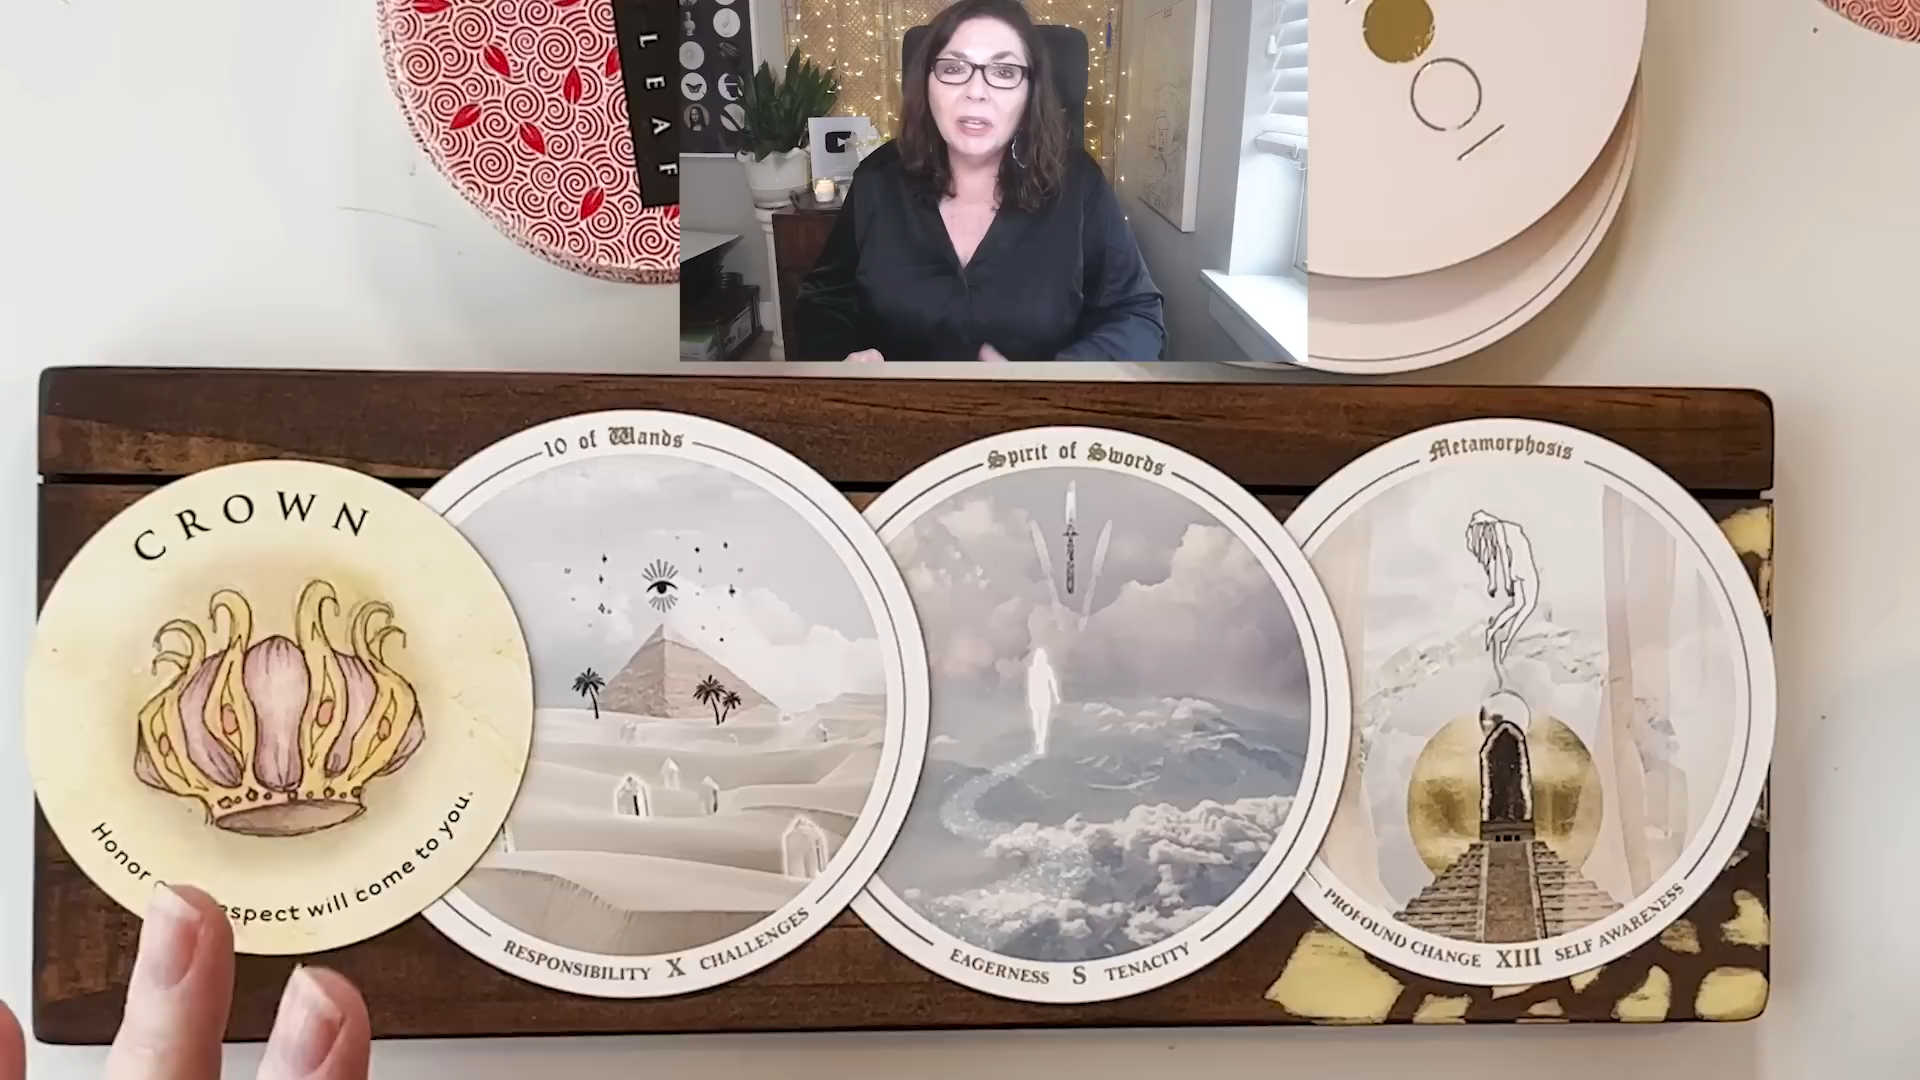 LEAF
CROWN
Honor spect will come to you.
10 of Wands
RESPONSIBILITY X CHALLENGES
Spirit of Swords
EAGERNESS S TENACITY
Metamorphosis
PROFOUND CHANGE XIII SELF AWARENESS